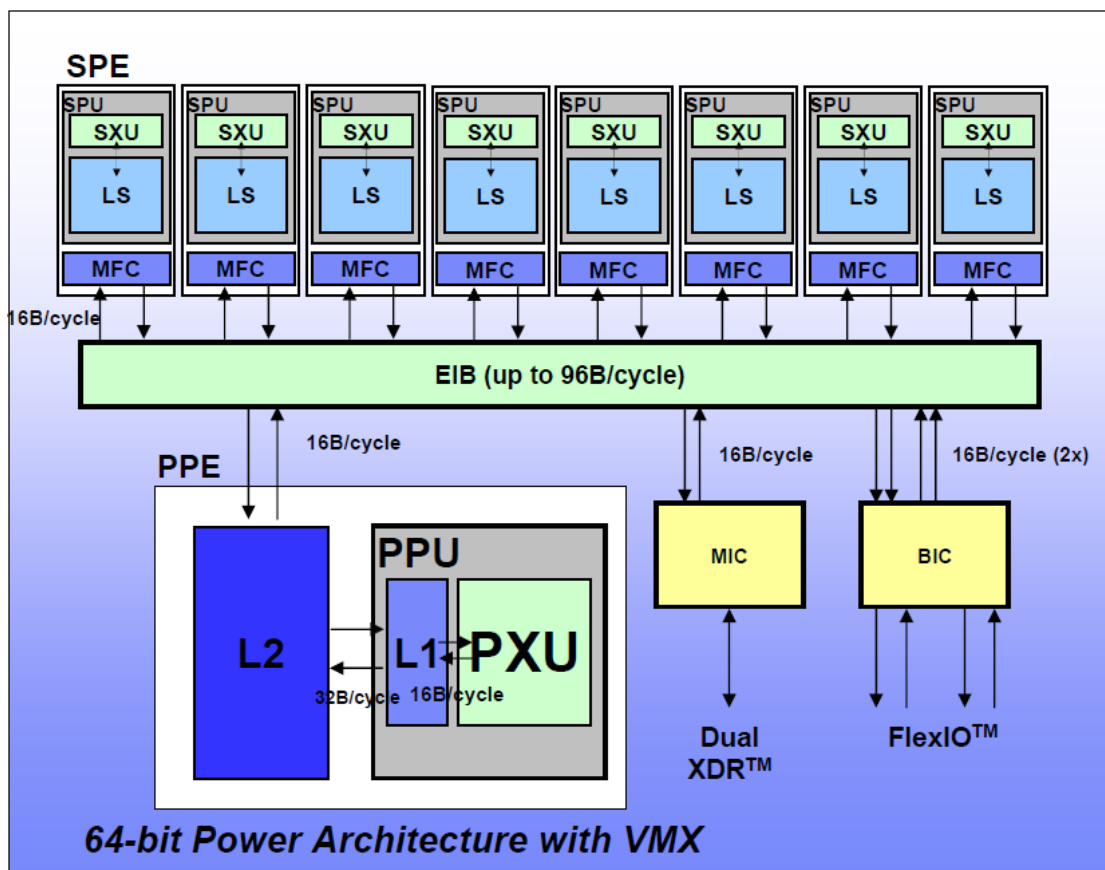 SPE
SPU SPU SPU SPU SPU SPU SPU SPU
SXU SXU SXU SXU SXU SXU SXU SXU
LS LS LS LS LS LS LS LS
MFC MFC MFC MFC MFC MFC MFC MFC
16B/cycle
EIB (up to 96B/cycle)
16B/cycle 16B/cycle 16B/cycle (2x)
PPE
PPU
MIC BIC
L2 L1 PXU
32B/cycle 16B/cycle
Dual FlexIO™
XDR™
64-bit Power Architecture with VMX